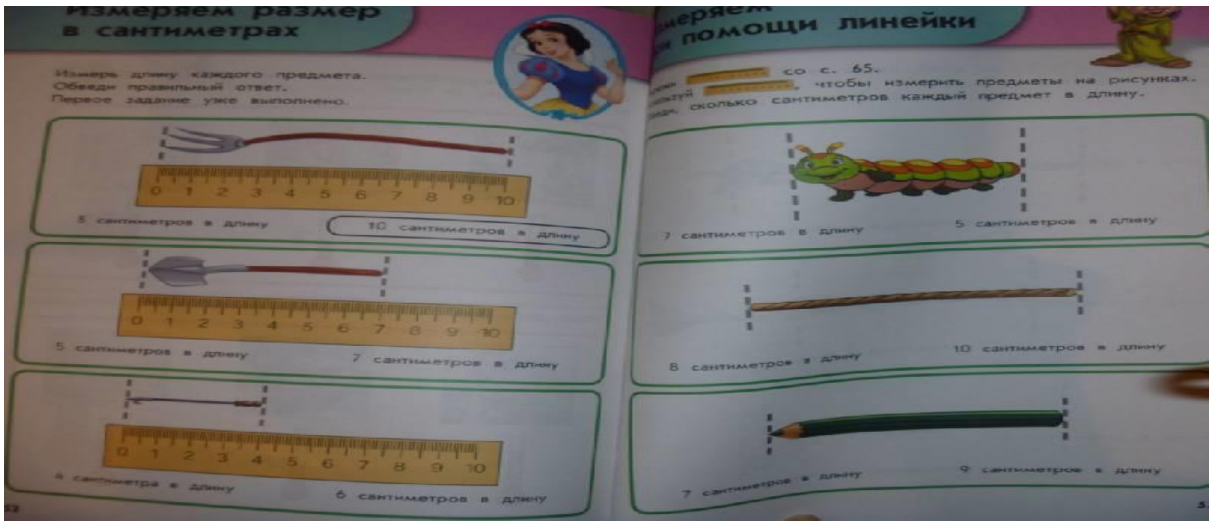 Измеряем размер
в сантиметрах
Измерь длину каждого предмета.
Обведи правильный ответ.
Первое задание уже выполнено.
0 1 2 3 4 5 6 7 8 9 10
5 сантиметров в длину 10 сантиметров в длину
0 1 2 3 4 5 6 7 8 9 10
5 сантиметров в длину 7 сантиметров в длину
0 1 2 3 4 5 6 7 8 9 10
4 сантиметра в длину 6 сантиметров в длину
помощи линейки
со с. 65.
, чтобы измерить предметы на рисунках.
, сколько сантиметров каждый предмет в длину.
7 сантиметров в длину 5 сантиметров в длину
8 сантиметров в длину 10 сантиметров в длину
7 сантиметров в длину 9 сантиметров в длину